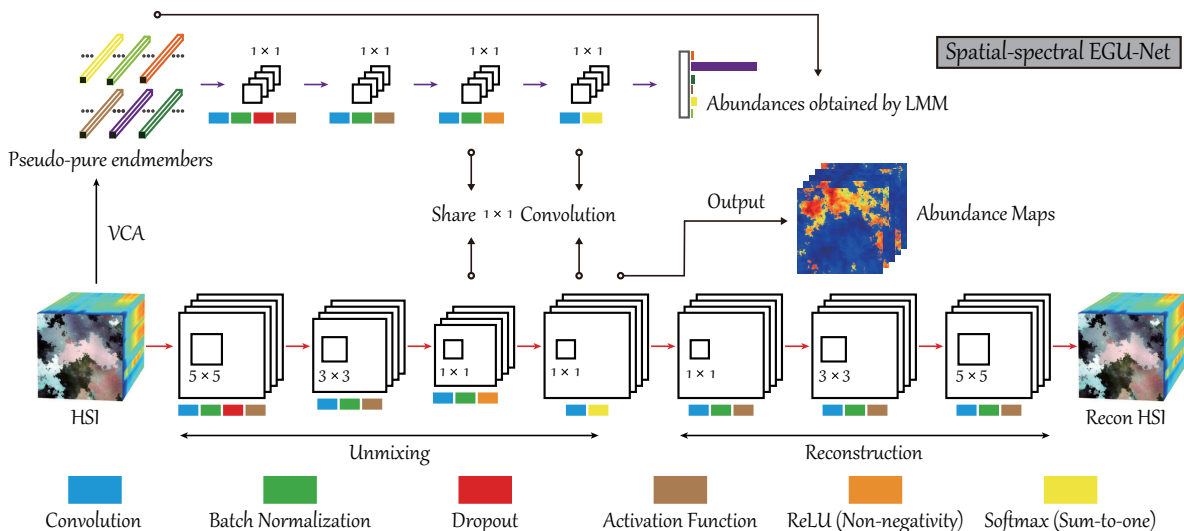 1 × 1
1 × 1
1 × 1
1 × 1
Spatial-spectral EGU-Net
Abundances obtained by LMM
Pseudo-pure endmembers
VCA
Share 1 × 1 Convolution
Output
Abundance Maps
5 × 5
3 × 3
1 × 1
1 × 1
1 × 1
3 × 3
5 × 5
HSI
Recon HSI
Unmixing
Reconstruction
Convolution
Batch Normalization
Dropout
Activation Function
ReLU (Non-negativity)
Softmax (Sum-to-one)